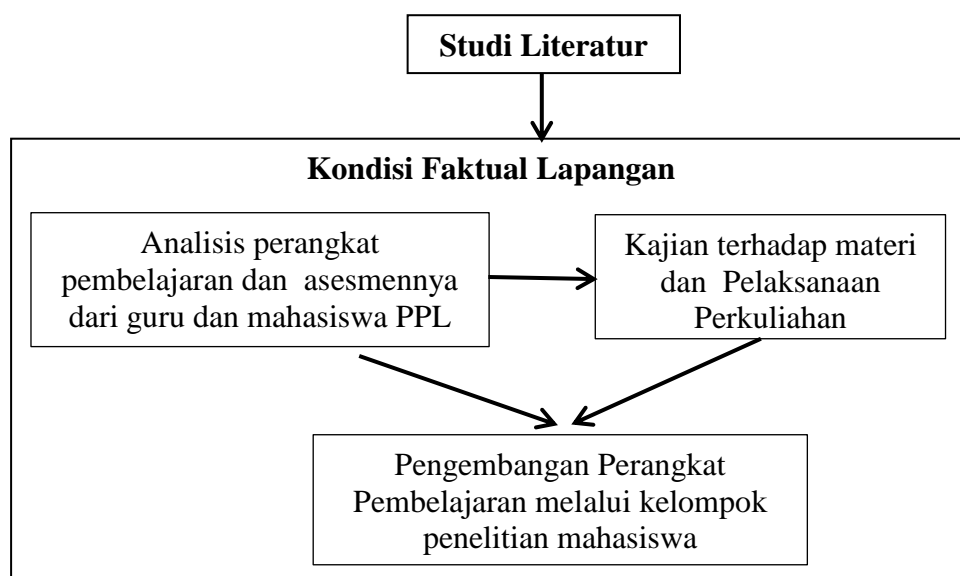 Studi Literatur
Kondisi Faktual Lapangan
Analisis perangkat
pembelajaran dan asesmennya
dari guru dan mahasiswa PPL
Kajian terhadap materi
dan Pelaksanaan
Perkuliahan
Pengembangan Perangkat
Pembelajaran melalui kelompok
penelitian mahasiswa